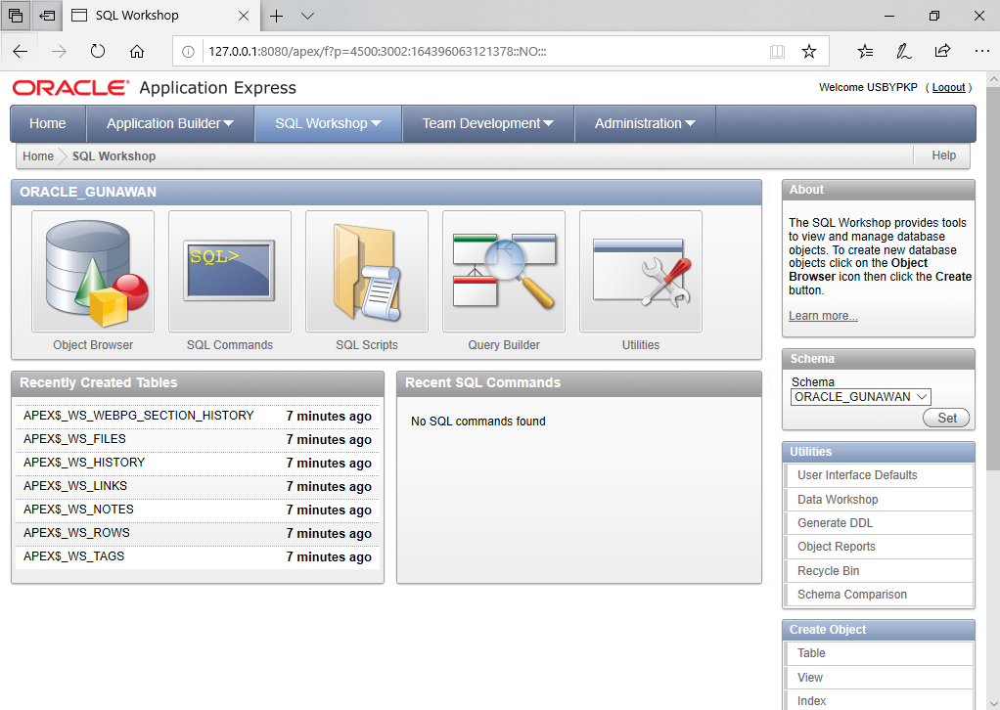 SQL Workshop
127.0.0.1:8080/apex/f?p=4500:3002:164396063121378::NO:::
ORACLE® Application Express
Welcome USBYPKP ( Logout )
Home
Application Builder
SQL Workshop
Team Development
Administration
Home
SQL Workshop
Help
ORACLE_GUNAWAN
SQL>
Object Browser
SQL Commands
SQL Scripts
Query Builder
Utilities
Recently Created Tables
APEX$_WS_WEBPG_SECTION_HISTORY 7 minutes ago
APEX$_WS_FILES 7 minutes ago
APEX$_WS_HISTORY 7 minutes ago
APEX$_WS_LINKS 7 minutes ago
APEX$_WS_NOTES 7 minutes ago
APEX$_WS_ROWS 7 minutes ago
APEX$_WS_TAGS 7 minutes ago
Recent SQL Commands
No SQL commands found
About
The SQL Workshop provides tools
to view and manage database
objects. To create new database
objects click on the Object
Browser icon then click the Create
button.
Learn more...
Schema
Schema
ORACLE_GUNAWAN
Set
Utilities
User Interface Defaults
Data Workshop
Generate DDL
Object Reports
Recycle Bin
Schema Comparison
Create Object
Table
View
Index